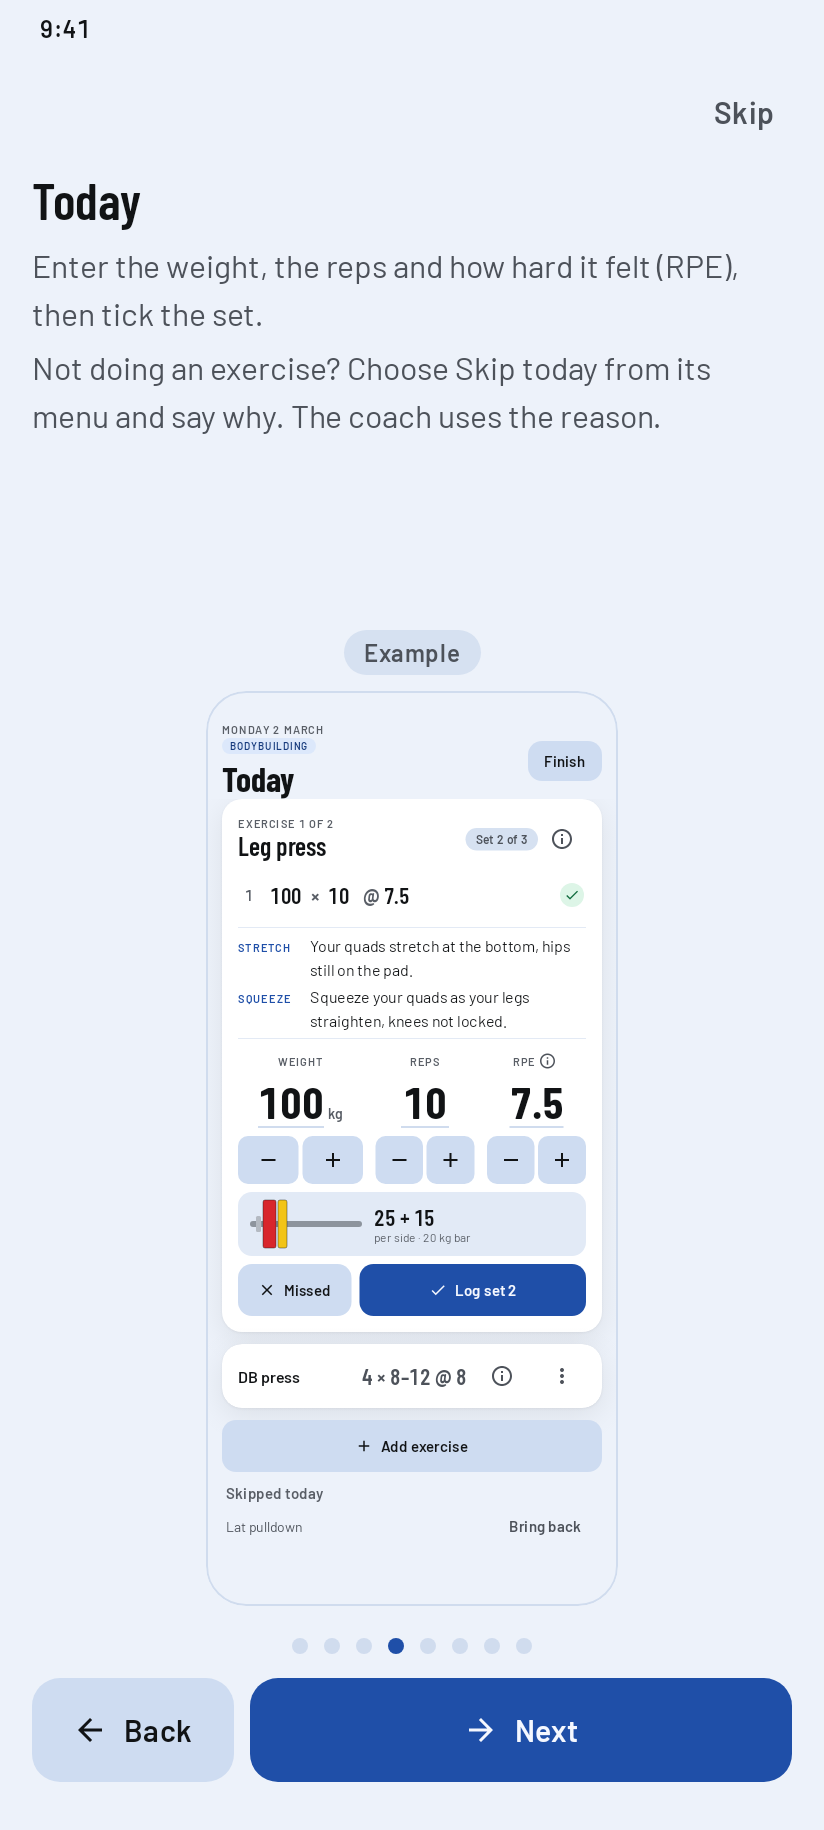 9:41
Skip
Today
Enter the weight, the reps and how hard it felt (RPE),
then tick the set.
Not doing an exercise? Choose Skip today from its
menu and say why. The coach uses the reason.
Example
MONDAY 2 MARCH
BODYBUILDING
Today
Finish
EXERCISE 1 OF 2
Leg press
Set 2 of 3
1 100 × 10 @ 7.5
STRETCH Your quads stretch at the bottom, hips
still on the pad.
SQUEEZE Squeeze your quads as your legs
straighten, knees not locked.
WEIGHT REPS RPE
100 kg 10 7.5
− + − + − +
25 + 15
per side · 20 kg bar
Missed Log set 2
DB press 4 × 8–12 @ 8
+ Add exercise
Skipped today
Lat pulldown Bring back
Back Next